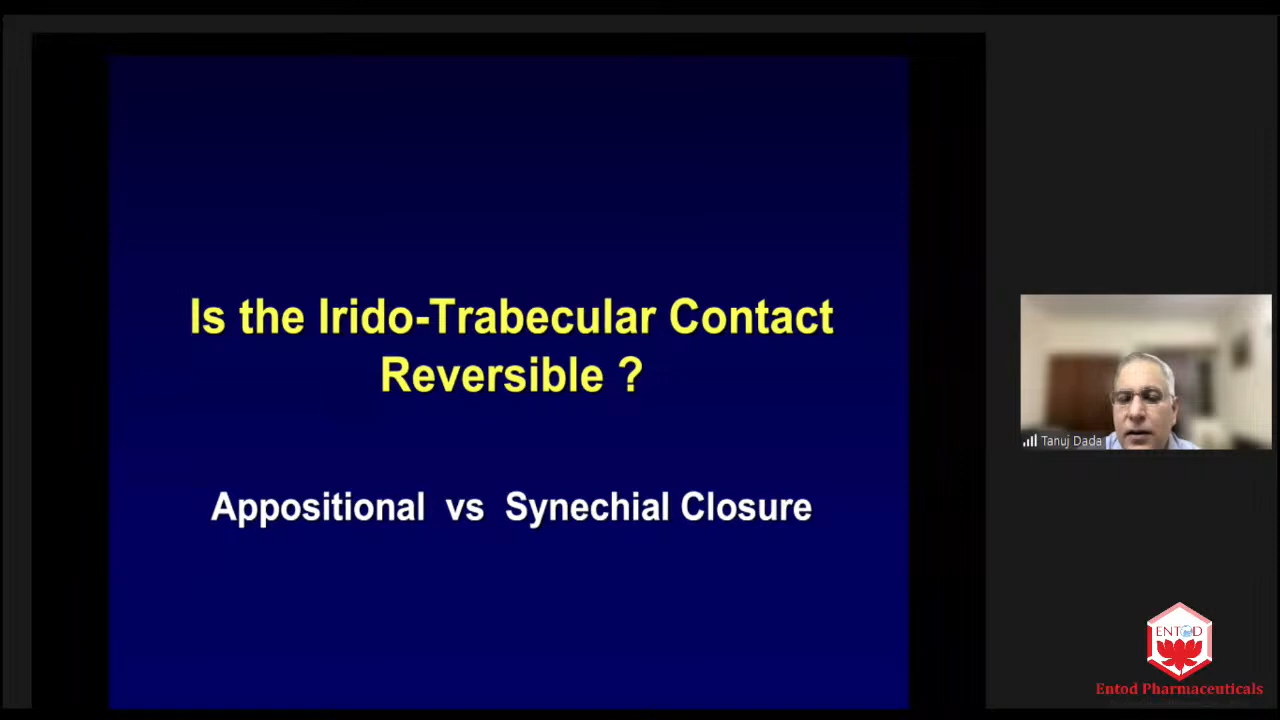 Is the Irido-Trabecular Contact
Reversible ?
Appositional vs Synechial Closure
Tanuj Dada
ENTOD
Entod Pharmaceuticals